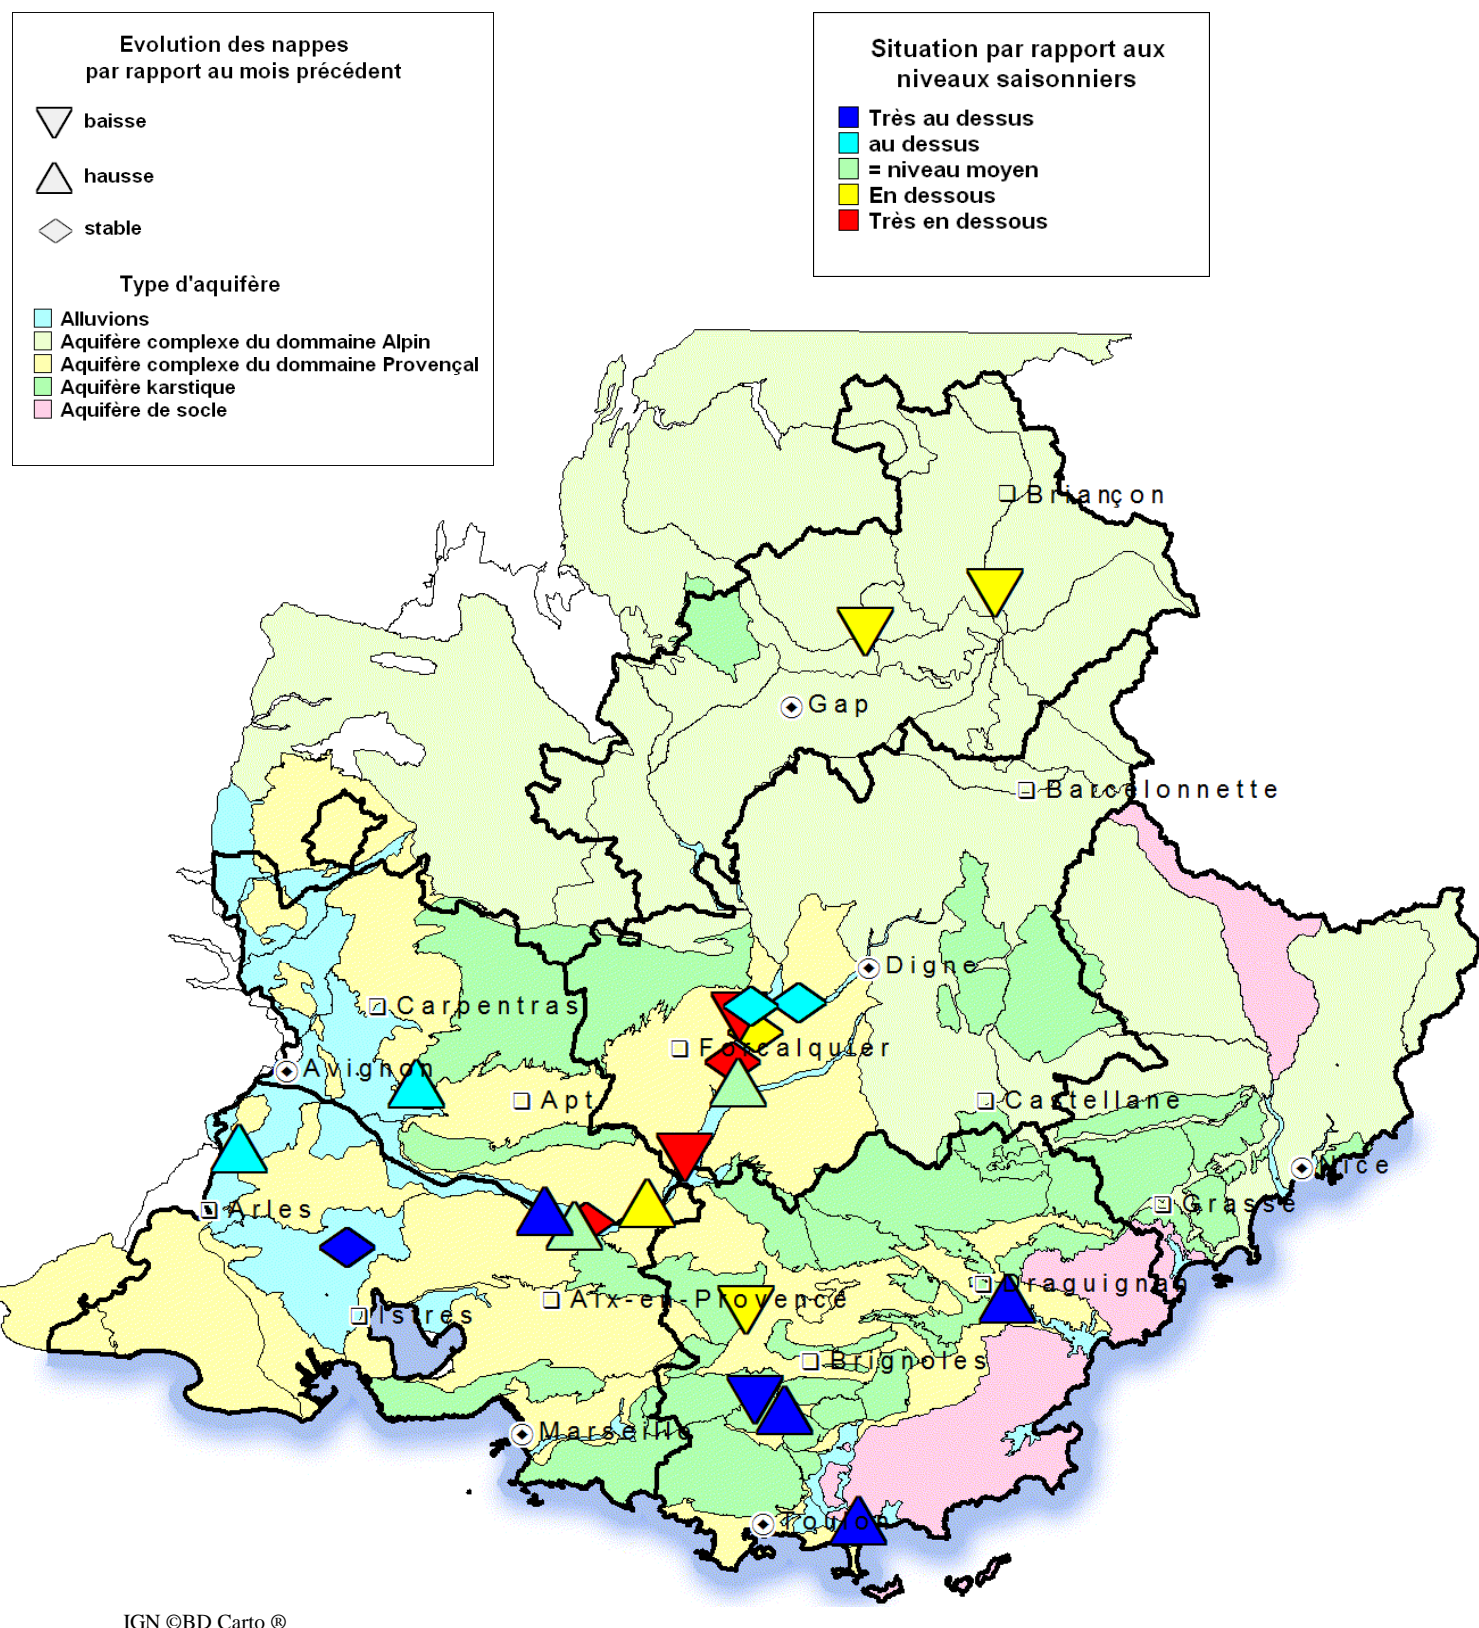 Evolution des nappes
par rapport au mois précédent
baisse
hausse
stable
Type d'aquifère
Alluvions
Aquifère complexe du dommaine Alpin
Aquifère complexe du dommaine Provençal
Aquifère karstique
Aquifère de socle
Situation par rapport aux
niveaux saisonniers
Très au dessus
au dessus
= niveau moyen
En dessous
Très en dessous
Briançon
Gap
Barcelonnette
Digne
Carpentras
Forcalquier
Avignon
Apt
Castellane
Nice
Arles
Grasse
Draguignan
Aix-en-Provence
Istres
Brignoles
Marseille
Toulon
IGN ©BD Carto ®